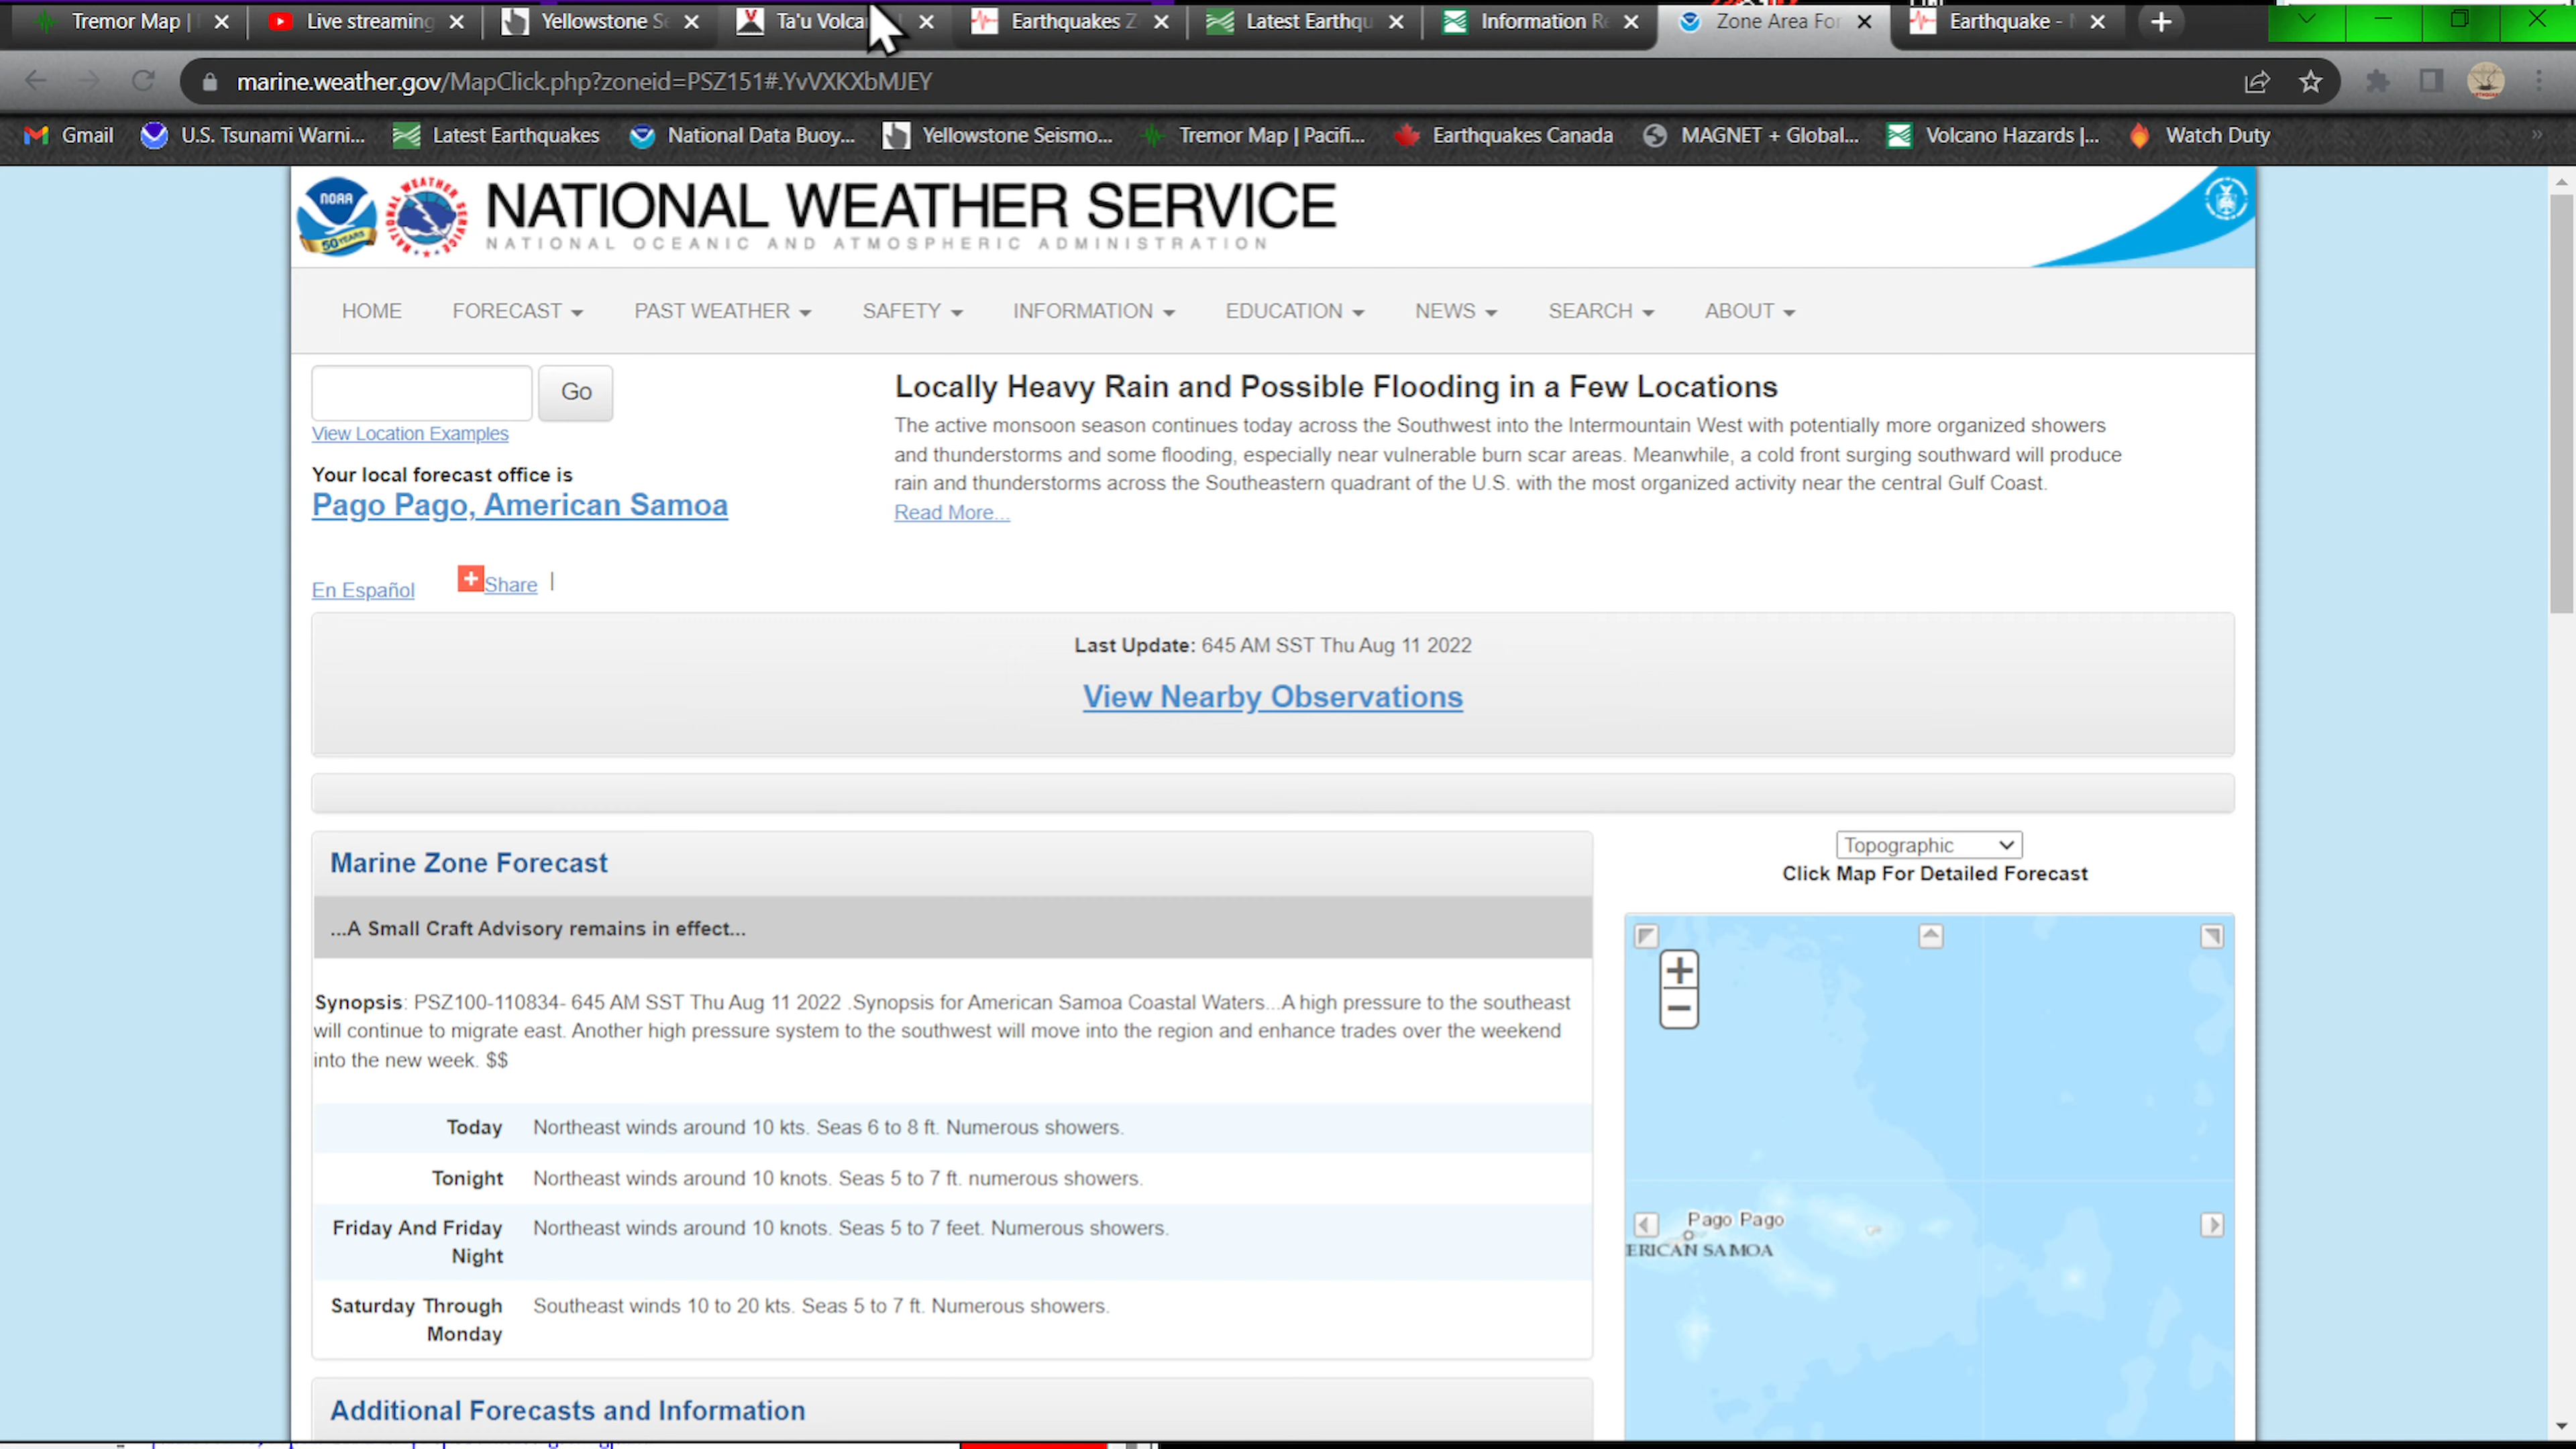 Tremor Map |
Live streaming
Yellowstone Se
Ta'u Volca
Earthquakes Z
Latest Earthqu
Information Re
Zone Area For
Earthquake -
marine.weather.gov/MapClick.php?zoneid=PSZ151#.YvVXKXbMJEY
Gmail
U.S. Tsunami Warni...
Latest Earthquakes
National Data Buoy...
Yellowstone Seismo...
Tremor Map | Pacifi...
Earthquakes Canada
MAGNET + Global...
Volcano Hazards |...
Watch Duty
NOAA
50 YEARS
NATIONAL WEATHER SERVICE
NATIONAL WEATHER SERVICE
NATIONAL OCEANIC AND ATMOSPHERIC ADMINISTRATION
HOME
FORECAST
PAST WEATHER
SAFETY
INFORMATION
EDUCATION
NEWS
SEARCH
ABOUT
Go
View Location Examples
Your local forecast office is
Pago Pago, American Samoa
En Español
Share |
Locally Heavy Rain and Possible Flooding in a Few Locations
The active monsoon season continues today across the Southwest into the Intermountain West with potentially more organized showers
and thunderstorms and some flooding, especially near vulnerable burn scar areas. Meanwhile, a cold front surging southward will produce
rain and thunderstorms across the Southeastern quadrant of the U.S. with the most organized activity near the central Gulf Coast.
Read More...
Last Update: 645 AM SST Thu Aug 11 2022
View Nearby Observations
Marine Zone Forecast
...A Small Craft Advisory remains in effect...
Synopsis: PSZ100-110834- 645 AM SST Thu Aug 11 2022 .Synopsis for American Samoa Coastal Waters...A high pressure to the southeast
will continue to migrate east. Another high pressure system to the southwest will move into the region and enhance trades over the weekend
into the new week. $$
Today Northeast winds around 10 kts. Seas 6 to 8 ft. Numerous showers.
Tonight Northeast winds around 10 knots. Seas 5 to 7 ft. numerous showers.
Friday And Friday Northeast winds around 10 knots. Seas 5 to 7 feet. Numerous showers.
Night
Saturday Through Southeast winds 10 to 20 kts. Seas 5 to 7 ft. Numerous showers.
Monday
Additional Forecasts and Information
Topographic
Click Map For Detailed Forecast
+
−
Pago Pago
ERICAN SAMOA